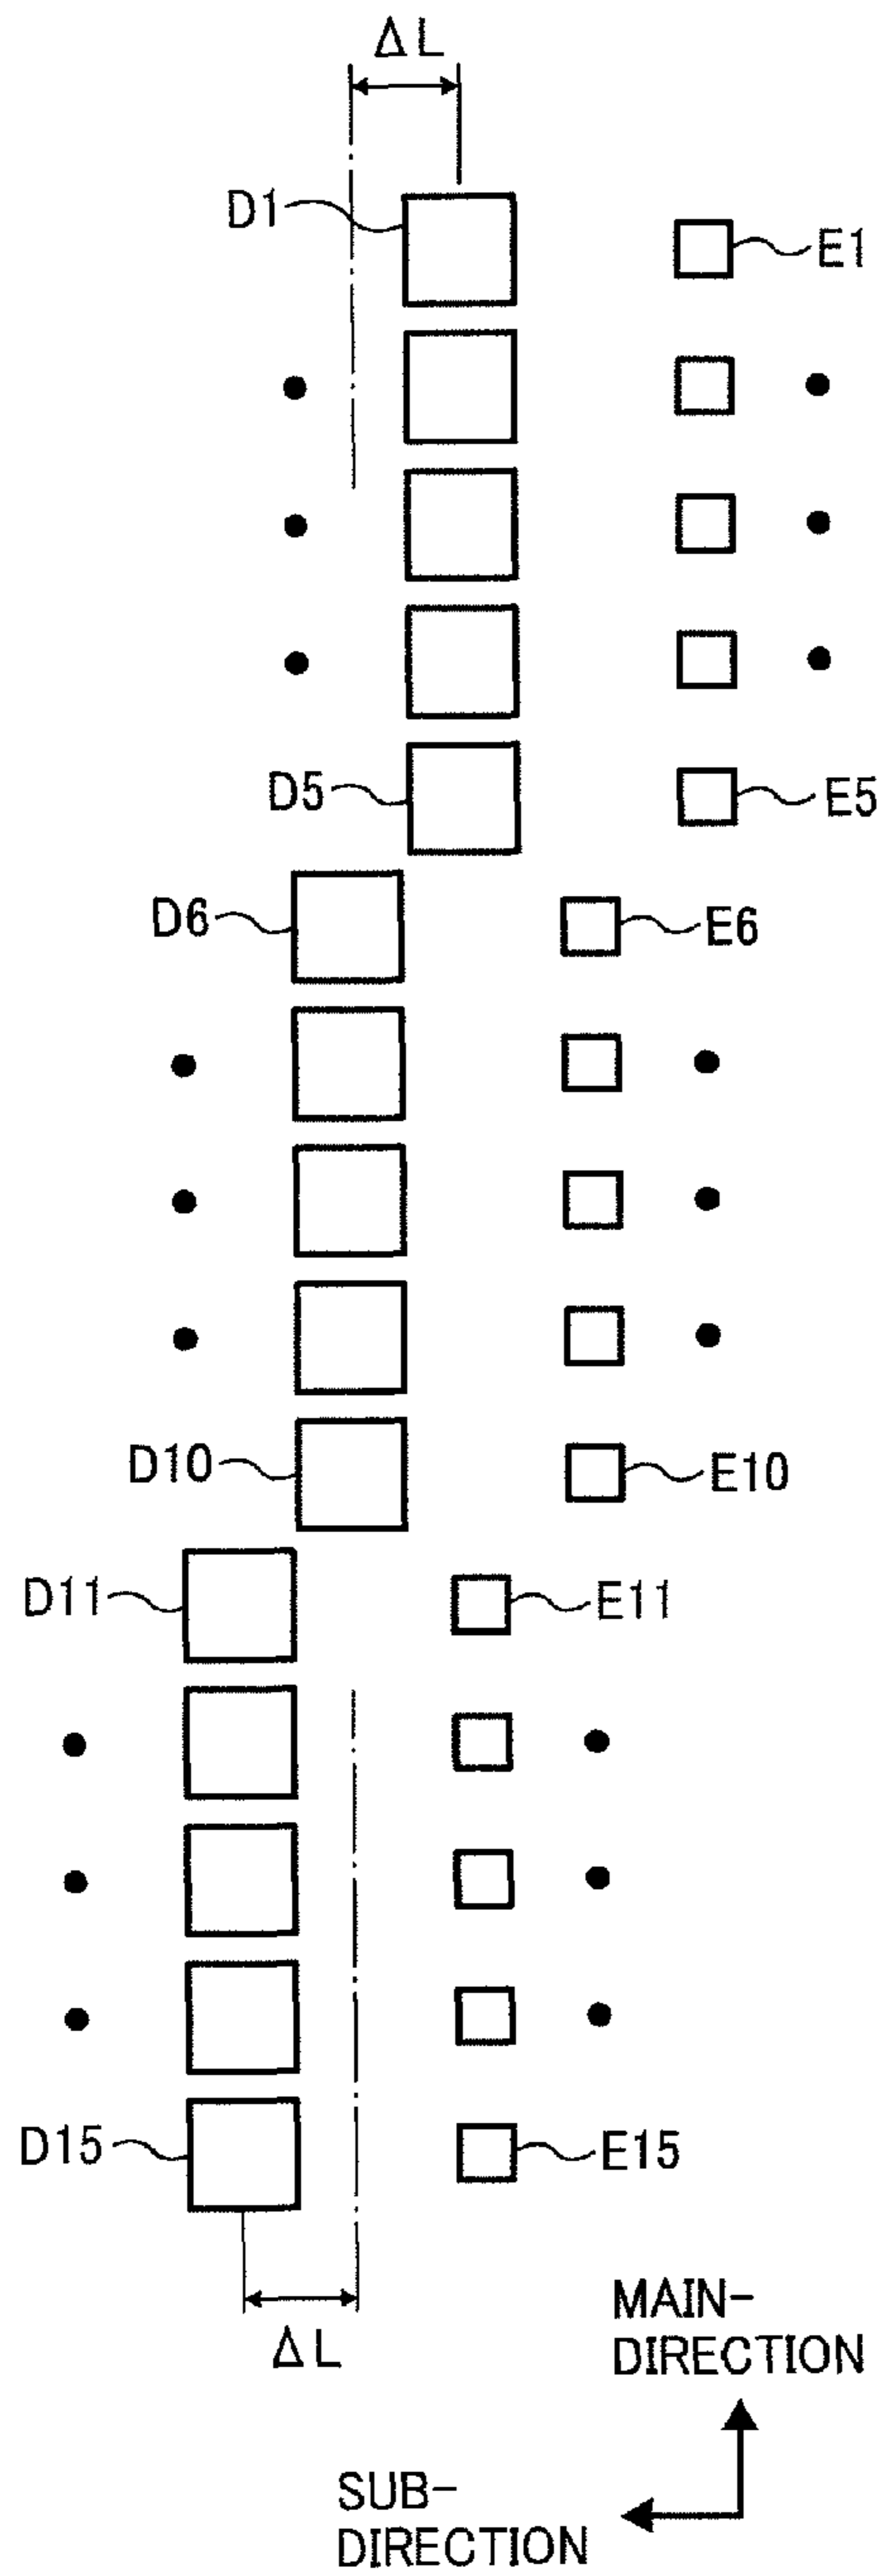 ΔL
D1
E1
D5
E5
D6
E6
D10
E10
D11
E11
D15
E15
ΔL
MAIN-
DIRECTION
SUB-
DIRECTION